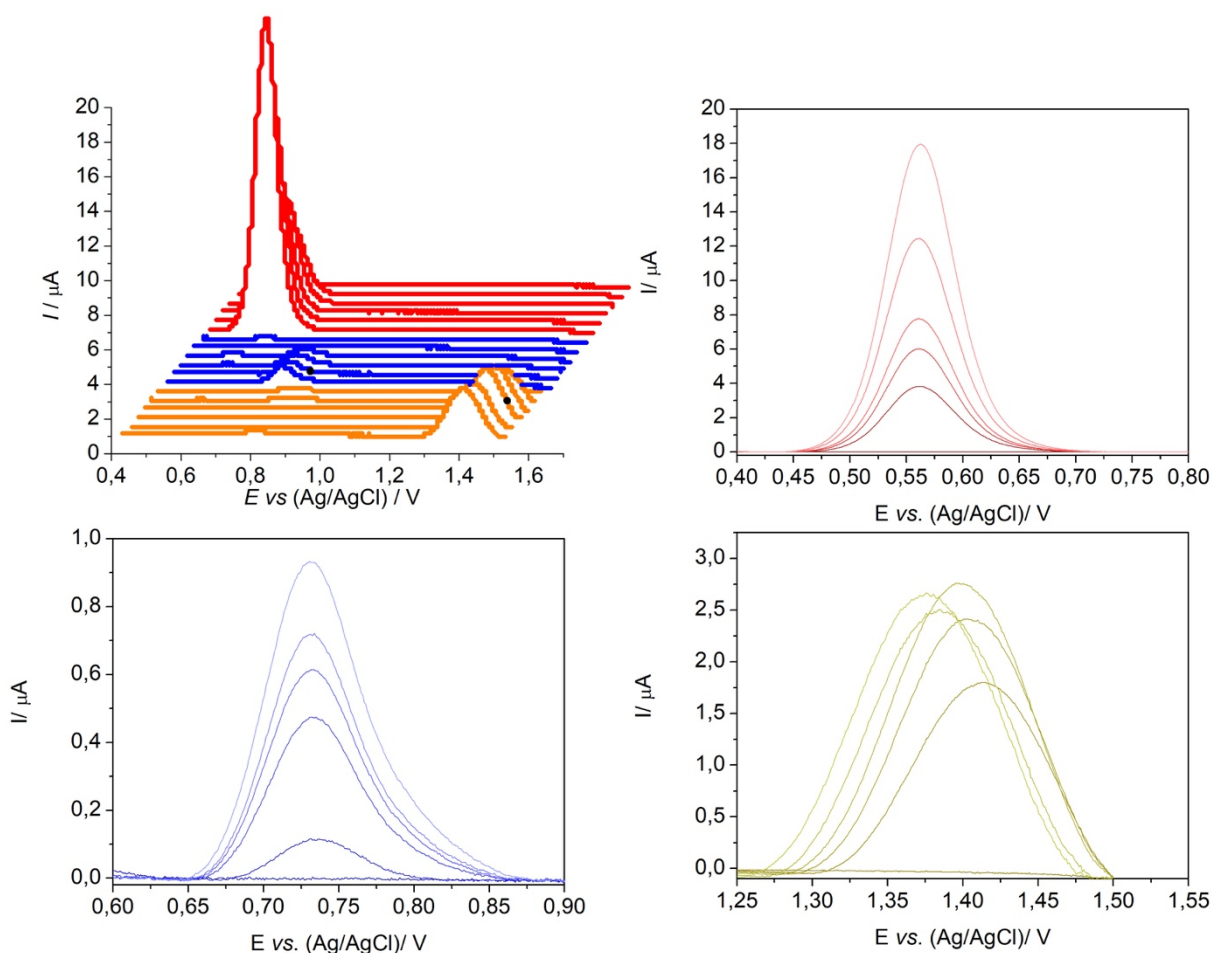 20
18
16
14
12
10
8
6
4
2
0
I / μA
0,4 0,6 0,8 1,0 1,2 1,4 1,6
E vs (Ag/AgCl) / V
20
18
16
14
12
10
8
6
4
2
0
I/ μA
0,40 0,45 0,50 0,55 0,60 0,65 0,70 0,75 0,80
E vs. (Ag/AgCl)/ V
1,0
0,8
0,6
0,4
0,2
0,0
I/ μA
0,60 0,65 0,70 0,75 0,80 0,85 0,90
E vs. (Ag/AgCl)/ V
3,0
2,5
2,0
1,5
1,0
0,5
0,0
I/ μA
1,25 1,30 1,35 1,40 1,45 1,50 1,55
E vs. (Ag/AgCl)/ V